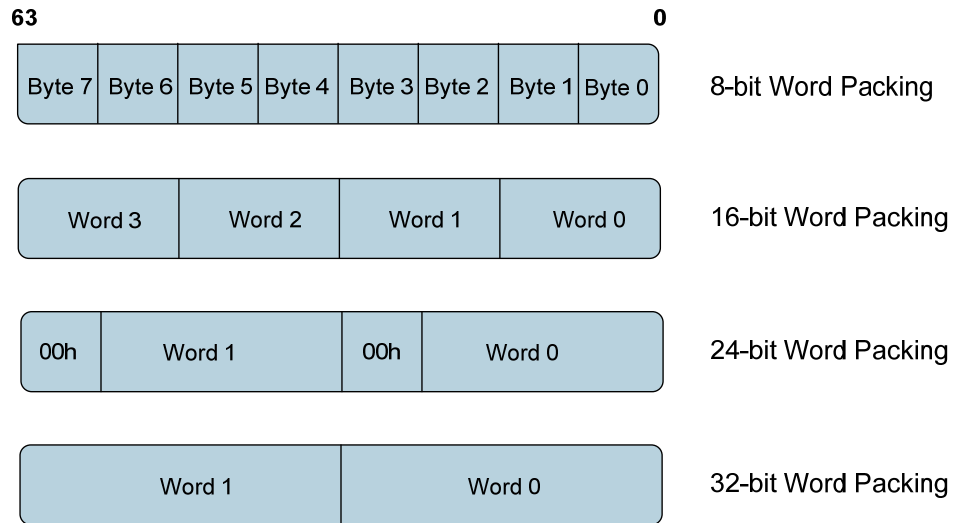 63 0
Byte 7 Byte 6 Byte 5 Byte 4 Byte 3 Byte 2 Byte 1 Byte 0 8-bit Word Packing
Word 3 Word 2 Word 1 Word 0 16-bit Word Packing
00h Word 1 00h Word 0 24-bit Word Packing
Word 1 Word 0 32-bit Word Packing